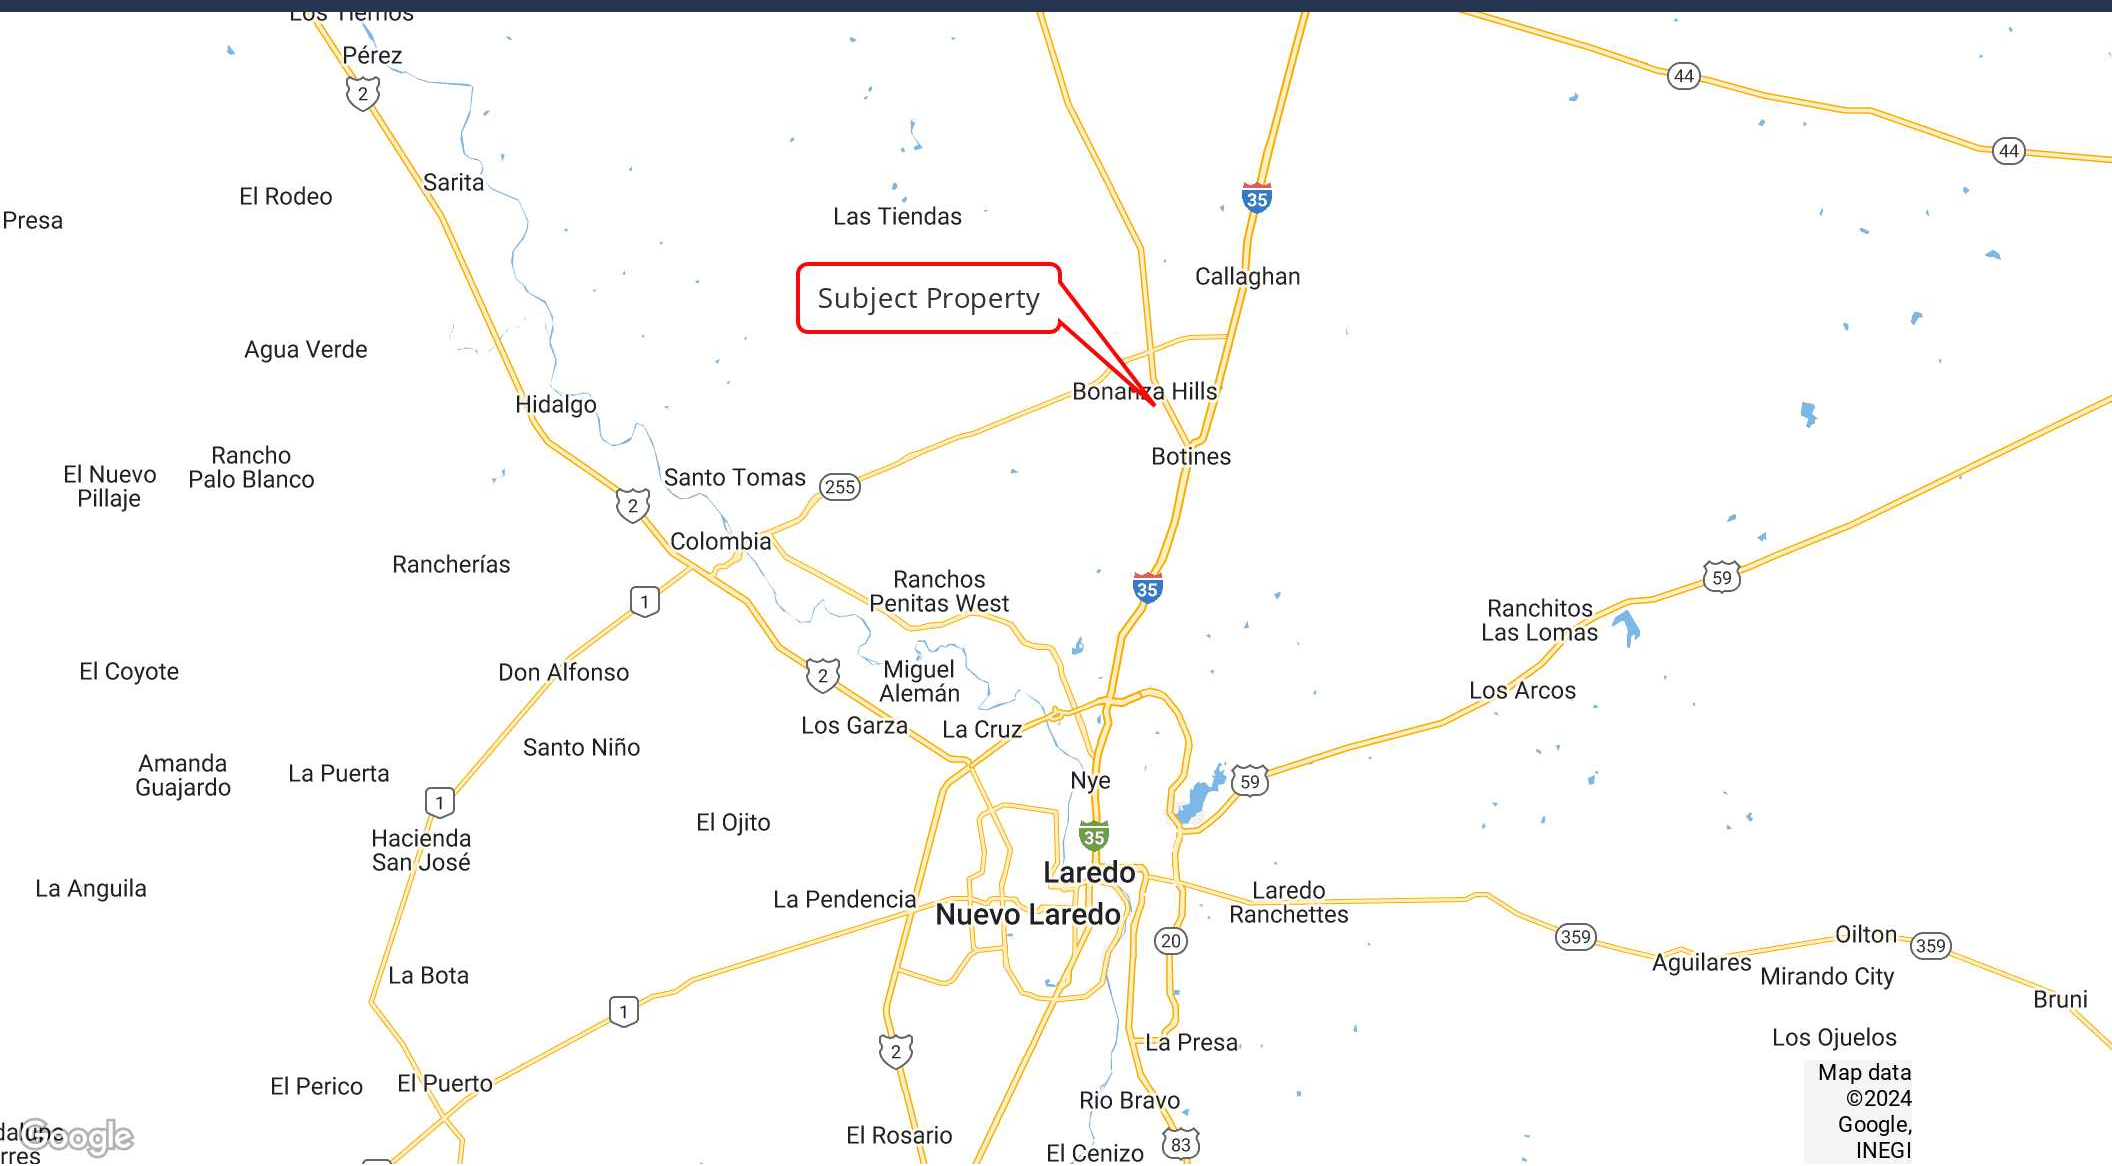 Los Tiemos
Pérez
2
44
44
Sarita
El Rodeo
35
Presa
Las Tiendas
Callaghan
Subject Property
Agua Verde
Bonanza Hills
Hidalgo
Botines
Rancho
Palo Blanco
El Nuevo
Pillaje
Santo Tomas
255
2
Colombia
Rancherías
Ranchos
Penitas West
35
59
1
Ranchitos
Las Lomas
El Coyote
Don Alfonso
2
Miguel
Alemán
Los Arcos
Los Garza
La Cruz
Santo Niño
Amanda
Guajardo
La Puerta
Nye
59
1
El Ojito
35
Hacienda
San José
Laredo
La Anguila
La Pendencia
Laredo
Ranchettes
Nuevo Laredo
20
359
Oilton
359
Aguilares
Mirando City
La Bota
Bruni
1
Los Ojuelos
La Presa
2
El Perico
El Puerto
Map data
©2024
Google,
INEGI
Rio Bravo
El Rosario
83
El Cenizo
Google
rres